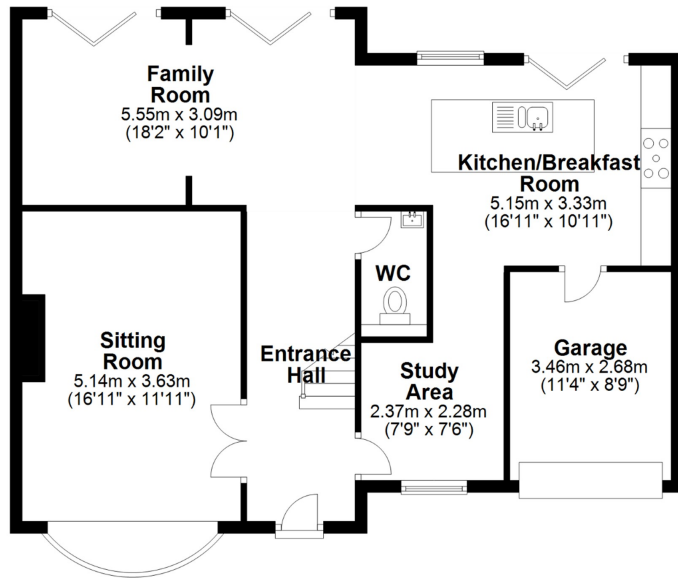 Family
Room
5.55m x 3.09m
(18'2" x 10'1")
Kitchen/Breakfast
Room
5.15m x 3.33m
(16'11" x 10'11")
WC
Sitting
Room
5.14m x 3.63m
(16'11" x 11'11")
Entrance
Hall
Study
Area
2.37m x 2.28m
(7'9" x 7'6")
Garage
3.46m x 2.68m
(11'4" x 8'9")